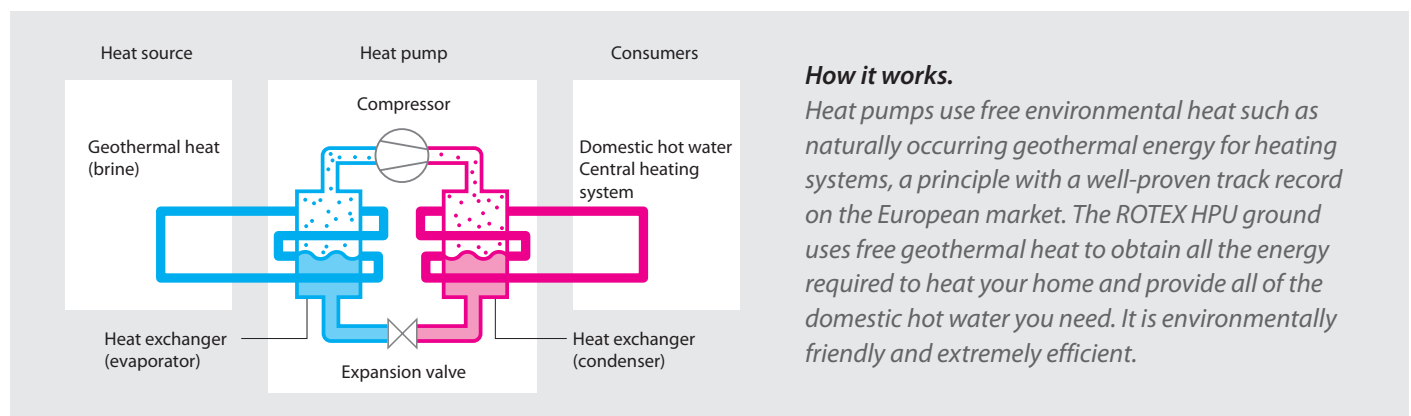 Heat source
Heat pump
Consumers
Compressor
Geothermal heat
(brine)
Domestic hot water
Central heating
system
Heat exchanger
(evaporator)
Expansion valve
Heat exchanger
(condenser)
How it works.
Heat pumps use free environmental heat such as
naturally occurring geothermal energy for heating
systems, a principle with a well-proven track record
on the European market. The ROTEX HPU ground
uses free geothermal heat to obtain all the energy
required to heat your home and provide all of the
domestic hot water you need. It is environmentally
friendly and extremely efficient.